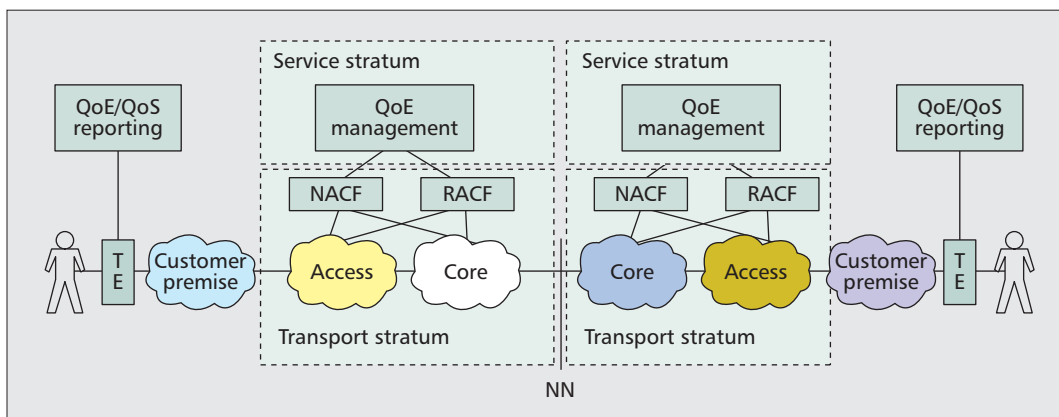 Service stratum
Service stratum
QoE/QoS
reporting
QoE
management
QoE
management
QoE/QoS
reporting
NACF
RACF
NACF
RACF
T
E
Customer
premise
Access
Core
Core
Access
Customer
premise
T
E
Transport stratum
Transport stratum
NN